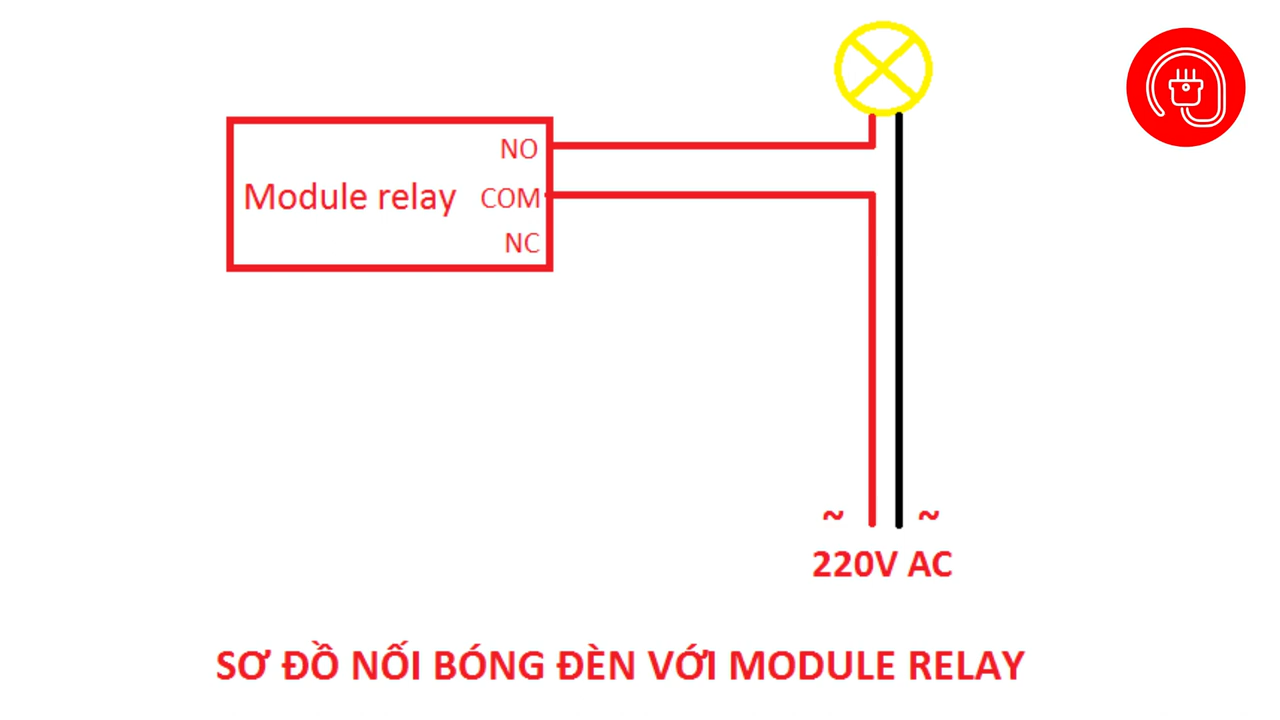 NO
Module relay COM
NC
~ ~
220V AC
SƠ ĐỒ NỐI BÓNG ĐÈN VỚI MODULE RELAY